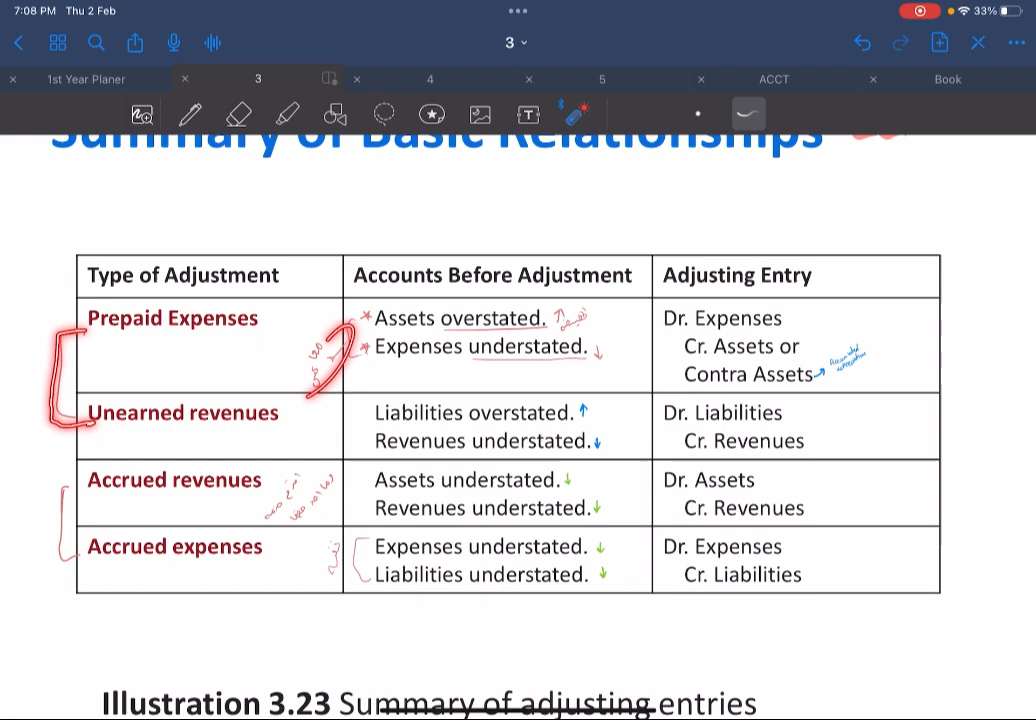 7:08 PM Thu 2 Feb
33%
3
1st Year Planer
3
4
5
ACCT
Book
Summary of Basic Relationships
Type of Adjustment
Accounts Before Adjustment
Adjusting Entry
Prepaid Expenses
Assets overstated.
Expenses understated.
Dr. Expenses
Cr. Assets or
Contra Assets
Unearned revenues
Liabilities overstated.
Revenues understated.
Dr. Liabilities
Cr. Revenues
Accrued revenues
Assets understated.
Revenues understated.
Dr. Assets
Cr. Revenues
Accrued expenses
Expenses understated.
Liabilities understated.
Dr. Expenses
Cr. Liabilities
Illustration 3.23 Summary of adjusting entries